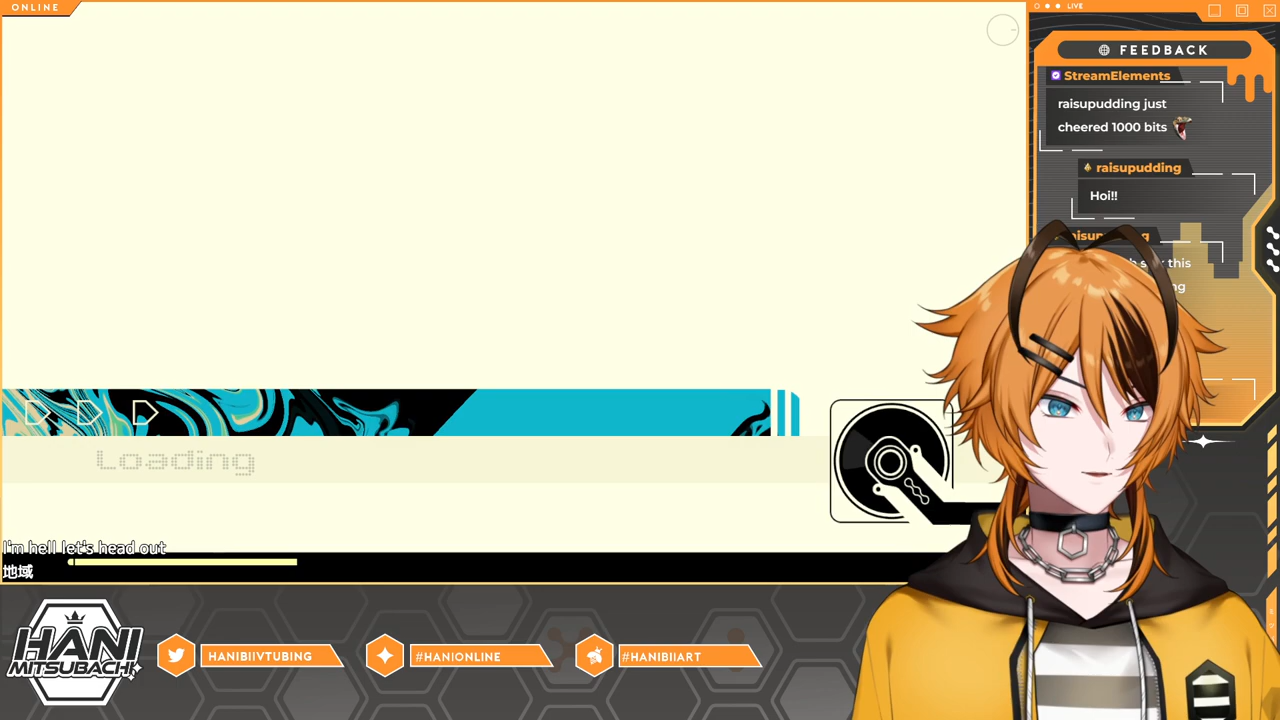 ONLINE
LIVE
FEEDBACK
StreamElements
raisupudding just
cheered 1000 bits
raisupudding
Hoi!!
this
Loading
I'm hell let's head out
地域
HANI
MITSUBACHI
HANIBIIVTUBING
#HANIONLINE
#HANIBIIART